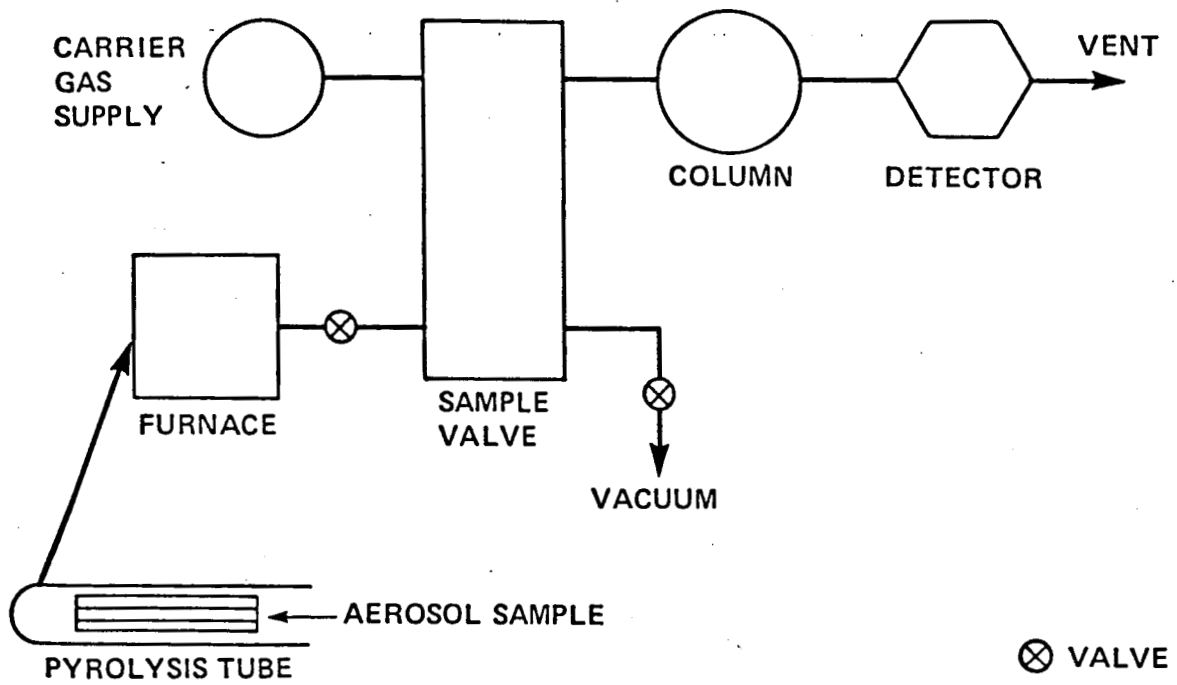 CARRIER
GAS
SUPPLY
VENT
COLUMN
DETECTOR
FURNACE
SAMPLE
VALVE
VACUUM
AEROSOL SAMPLE
PYROLYSIS TUBE
VALVE